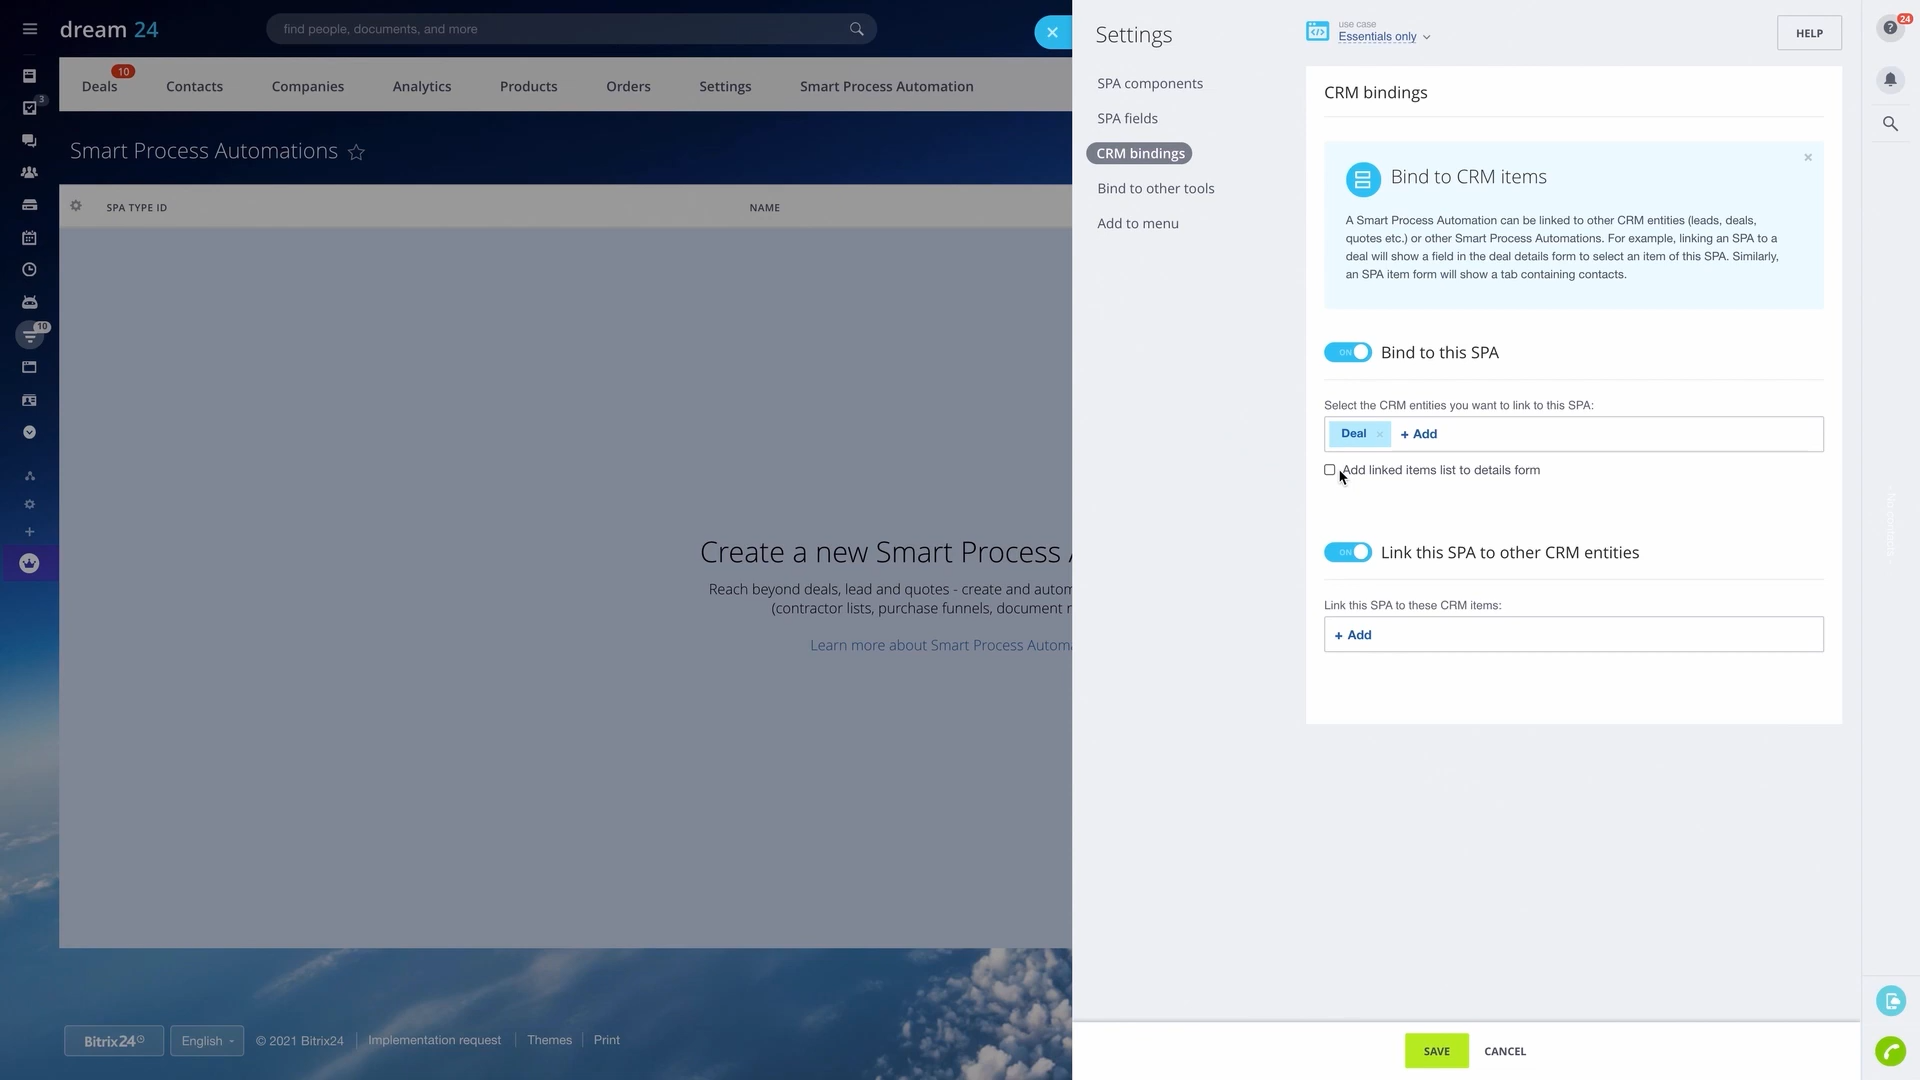 dream 24
find people, documents, and more
Deals
10
Contacts
Companies
Analytics
Products
Orders
Settings
Smart Process Automation
3
10
Smart Process Automations
SPA TYPE ID
NAME
Create a new Smart Process
Reach beyond deals, lead and quotes - create and autom
(contractor lists, purchase funnels, document
Learn more about Smart Process Automa
Bitrix24
English
© 2021 Bitrix24
Implementation request
Themes
Print
Settings
SPA components
SPA fields
CRM bindings
Bind to other tools
Add to menu
use case
Essentials only
HELP
CRM bindings
Bind to CRM items
A Smart Process Automation can be linked to other CRM entities (leads, deals,
quotes etc.) or other Smart Process Automations. For example, linking an SPA to a
deal will show a field in the deal details form to select an item of this SPA. Similarly,
an SPA item form will show a tab containing contacts.
ON
Bind to this SPA
Select the CRM entities you want to link to this SPA:
Deal ×
+ Add
Add linked items list to details form
ON
Link this SPA to other CRM entities
Link this SPA to these CRM items:
+ Add
SAVE
CANCEL
24